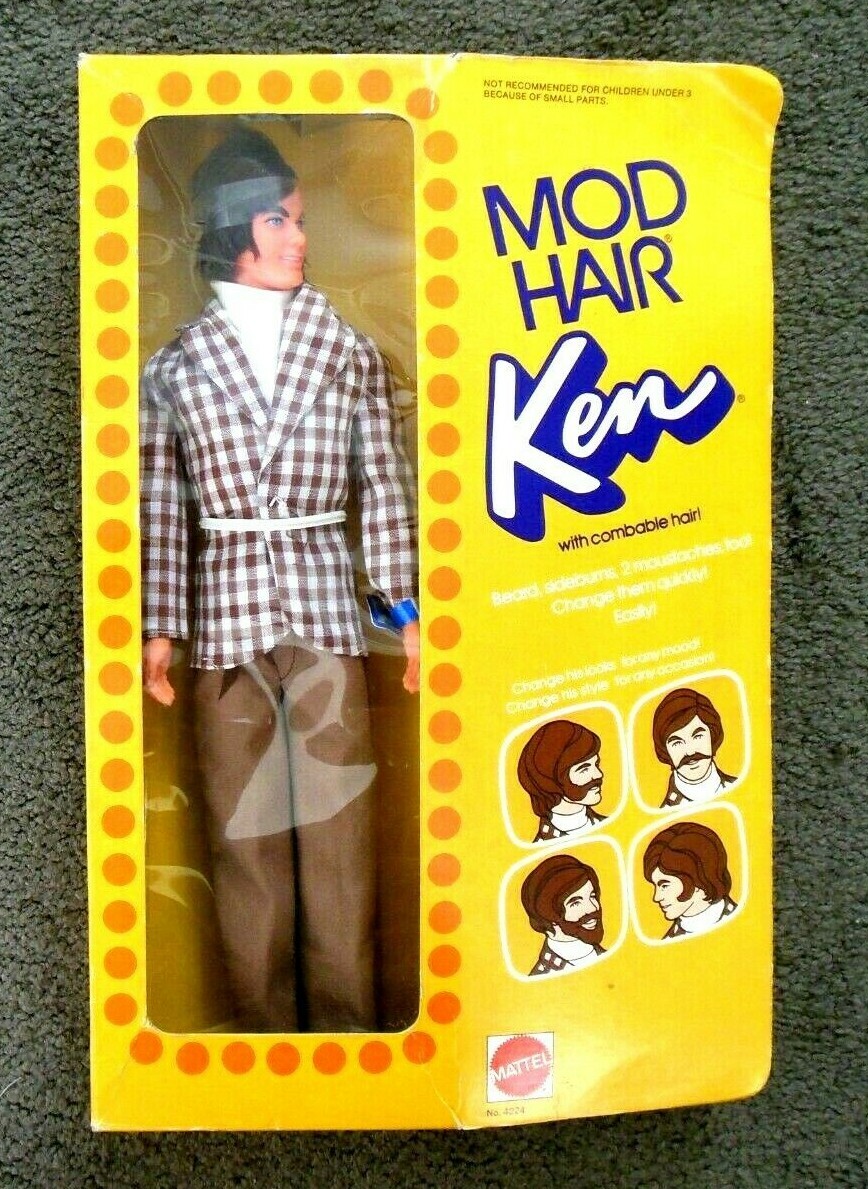 NOT RECOMMENDED FOR CHILDREN UNDER 3
BECAUSE OF SMALL PARTS.
MOD
HAIR®
Ken®
with combable hair!
Beard, sideburns, 2 moustaches, too!
Change them quickly!
Easily!
Change his looks for any mood!
Change his style for any occasion!
MATTEL
No. 4224